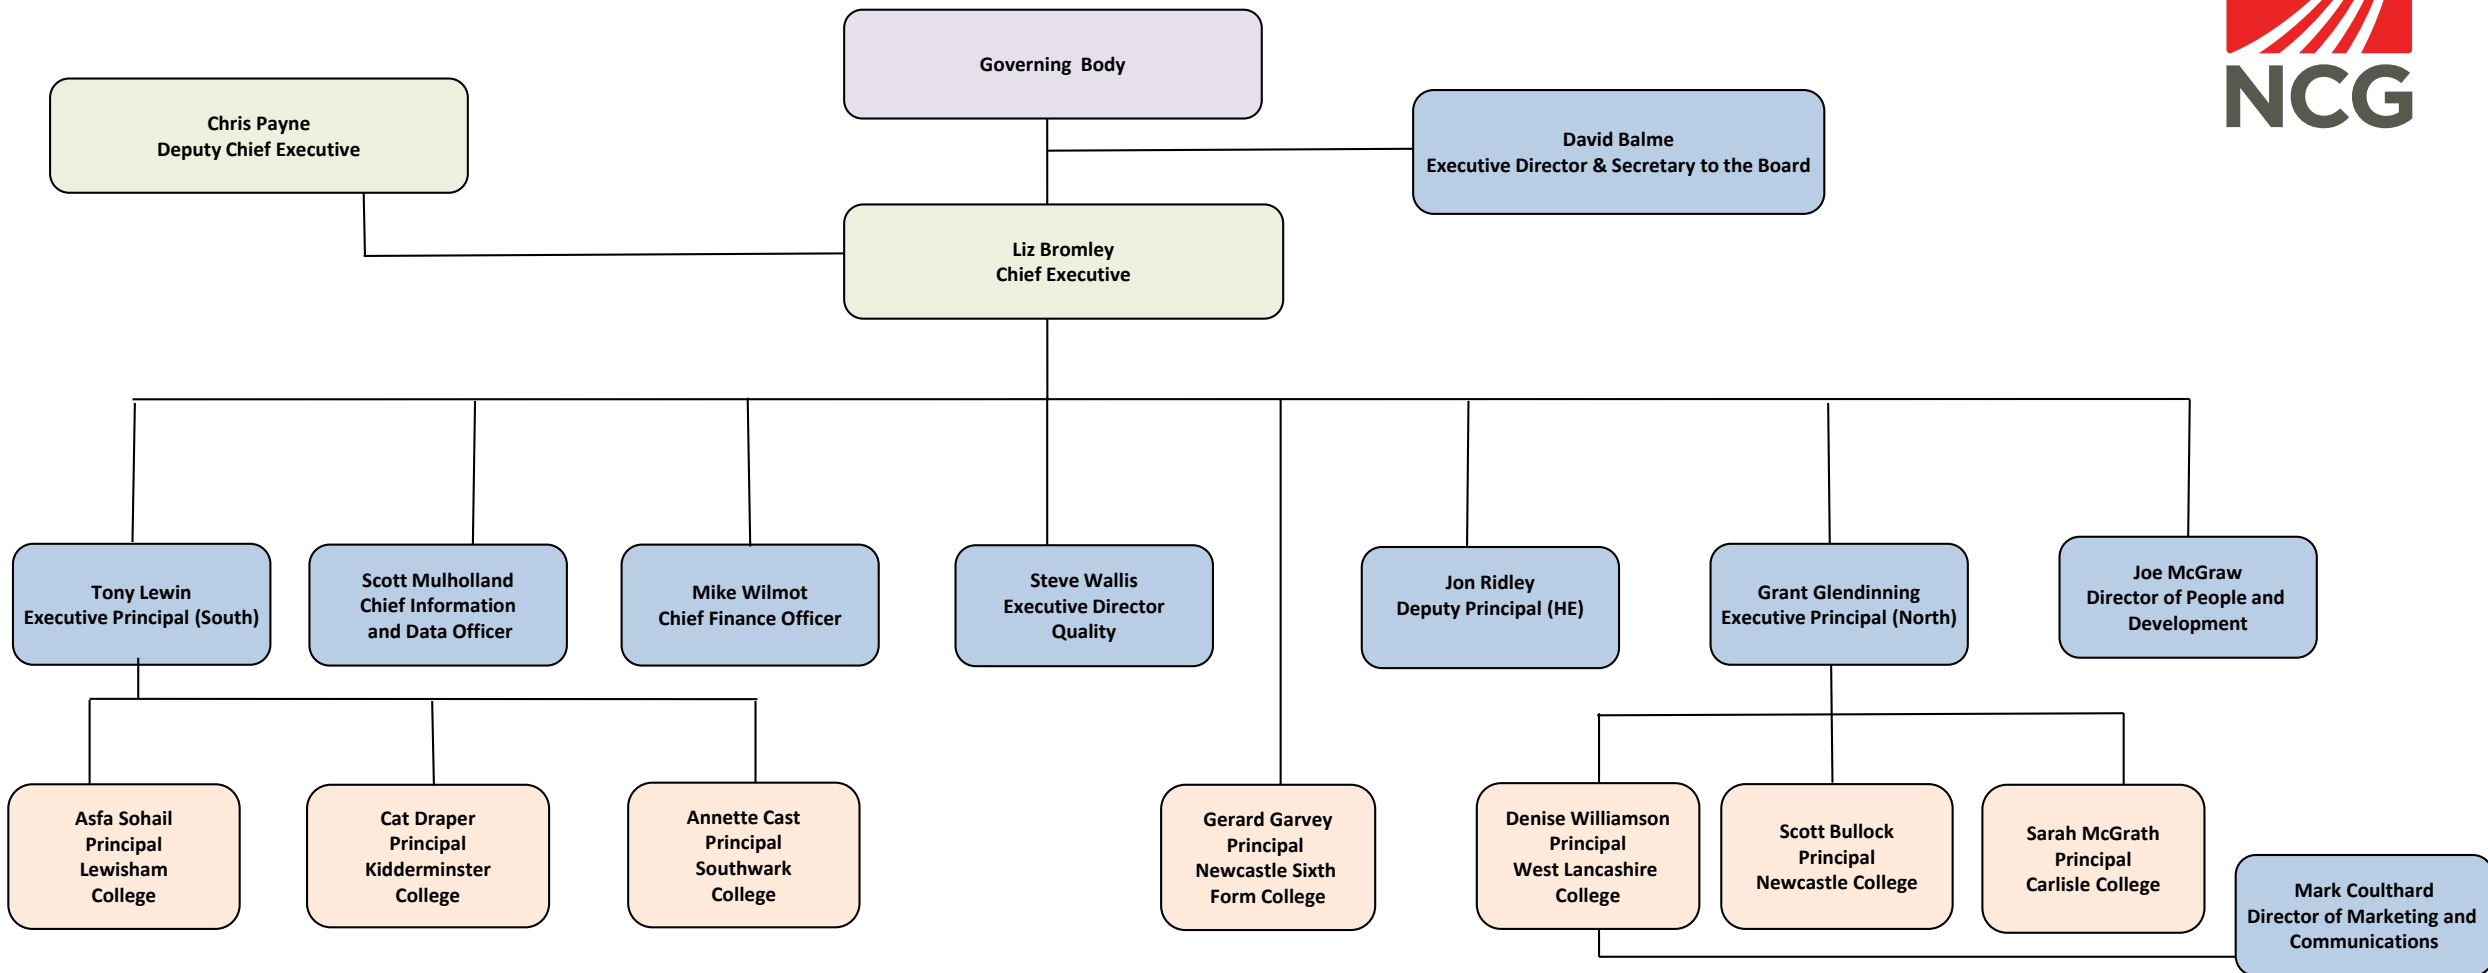 Governing Body
NCG
Chris Payne
Deputy Chief Executive
David Balme
Executive Director & Secretary to the Board
Liz Bromley
Chief Executive
Tony Lewin
Executive Principal (South)
Scott Mulholland
Chief Information
and Data Officer
Mike Wilmot
Chief Finance Officer
Steve Wallis
Executive Director
Quality
Jon Ridley
Deputy Principal (HE)
Grant Glendinning
Executive Principal (North)
Joe McGraw
Director of People and
Development
Asfa Sohail
Principal
Lewisham
College
Cat Draper
Principal
Kidderminster
College
Annette Cast
Principal
Southwark
College
Gerard Garvey
Principal
Newcastle Sixth
Form College
Denise Williamson
Principal
West Lancashire
College
Scott Bullock
Principal
Newcastle College
Sarah McGrath
Principal
Carlisle College
Mark Coulthard
Director of Marketing and
Communications